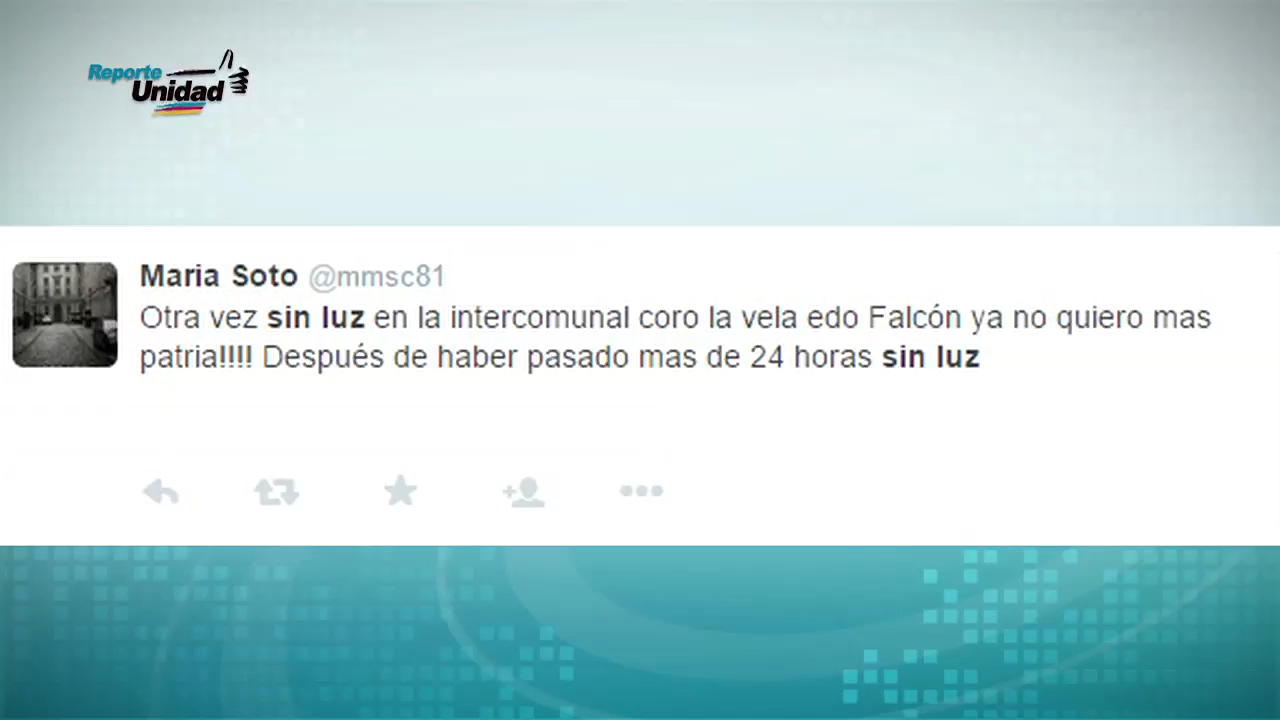 Reporte
Unidad
Maria Soto @mmsc81
Otra vez sin luz en la intercomunal coro la vela edo Falcón ya no quiero mas
patria!!!! Después de haber pasado mas de 24 horas sin luz